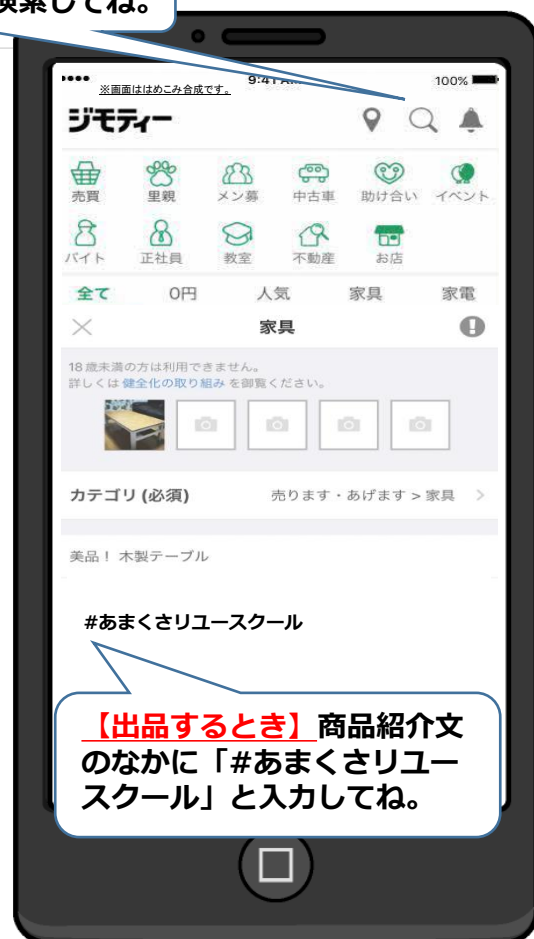 検索してね。
※画面ははめこみ合成です。
9:41 AM
100%
ジモティー
売買 里親 メン募 中古車 助け合い イベント
バイト 正社員 教室 不動産 お店
全て 0円 人気 家具 家電
家具
18歳未満の方は利用できません。
詳しくは 健全化の取り組み を御覧ください。
カテゴリ (必須) 売ります・あげます > 家具 >
美品！ 木製テーブル
#あまくさリユースクール
【出品するとき】商品紹介文
のなかに「#あまくさリユー
スクール」と入力してね。